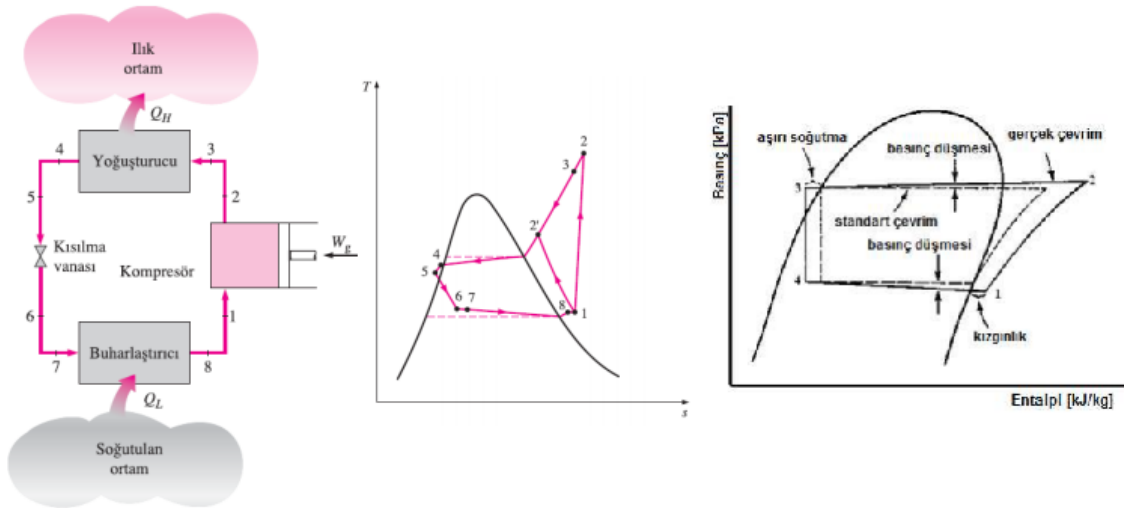 Ilık
ortam
Q_H
4
Yoğuşturucu
3
5
2
Kısılma
vanası
Kompresör
W_g
6
1
7
Buharlaştırıcı
8
Q_L
Soğutulan
ortam
T
2
3
2'
4
5
6
7
8
1
s
Basınç [kPa]
aşırı soğutma
basınç düşmesi
gerçek çevrim
3
2
standart çevrim
basınç düşmesi
4
1
kızgınlık
Entalpi [kJ/kg]